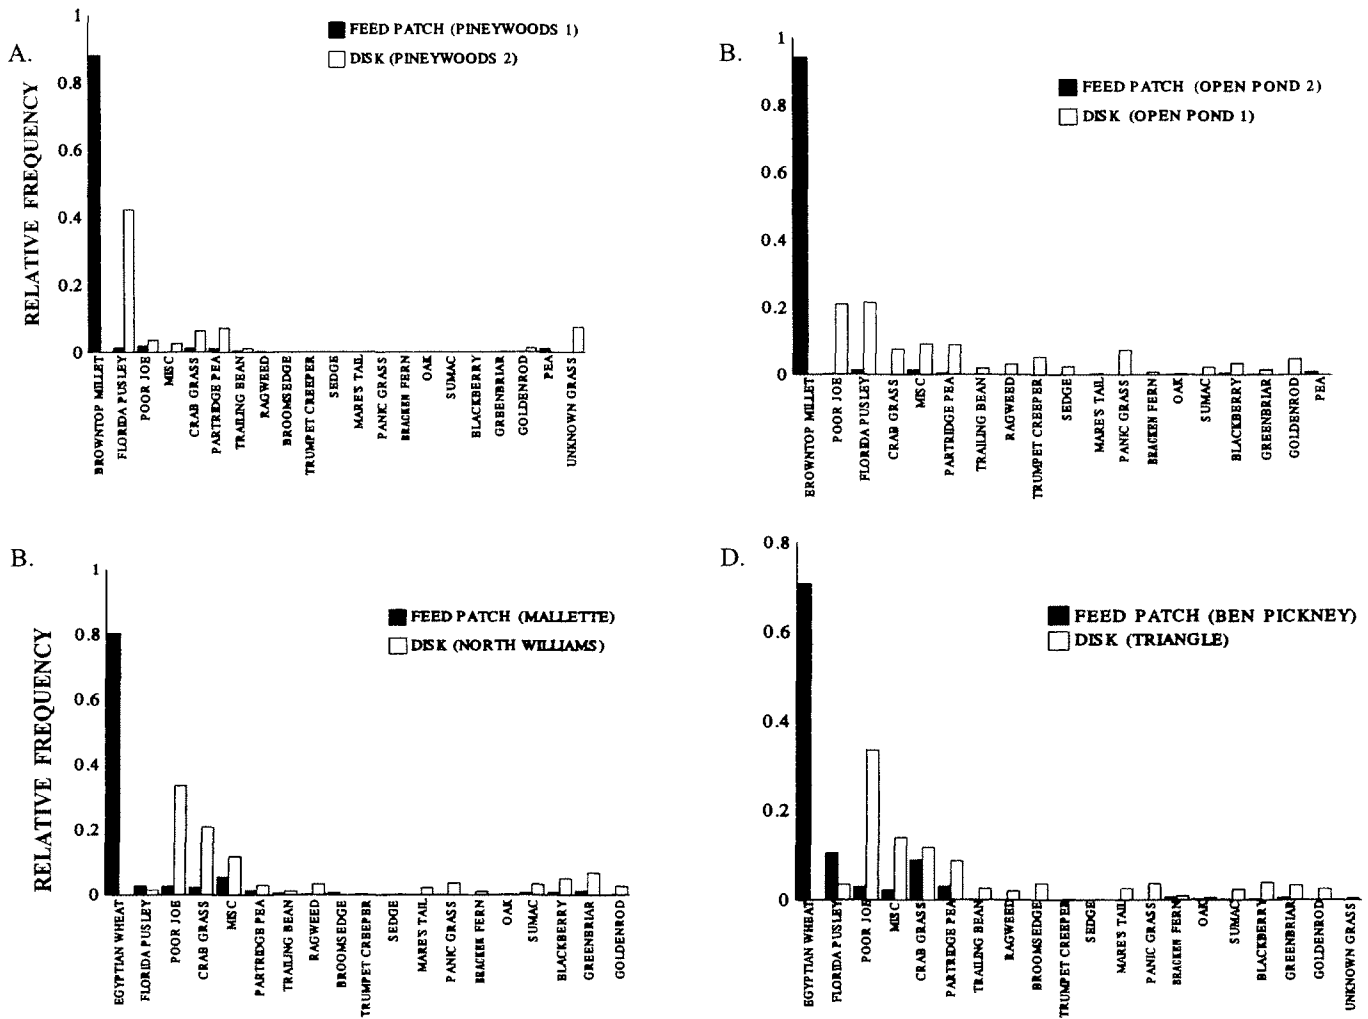 A.
RELATIVE FREQUENCY
1
0.8
0.6
0.4
0.2
0
FEED PATCH (PINEYWOODS 1)
DISK (PINEYWOODS 2)
BROWNTOP MILLET
FLORIDA PUSLEY
POOR JOE
MISC
CRAB GRASS
PARTRIDGE PEA
TRAILING BEAN
RAGWEED
BROOMSEDGE
TRUMPET CREEPER
SEDGE
MARE'S TAIL
PANIC GRASS
BRACKEN FERN
OAK
SUMAC
BLACKBERRY
GREENBRIAR
GOLDENROD
PEA
UNKNOWN GRASS
B.
1
0.8
0.6
0.4
0.2
0
FEED PATCH (OPEN POND 2)
DISK (OPEN POND 1)
BROWNTOP MILLET
POOR JOE
FLORIDA PUSLEY
CRAB GRASS
MISC
PARTRIDGE PEA
TRAILING BEAN
RAGWEED
TRUMPET CREEPER
SEDGE
MARE'S TAIL
PANIC GRASS
BRACKEN FERN
OAK
SUMAC
BLACKBERRY
GREENBRIAR
GOLDENROD
PEA
B.
RELATIVE FREQUENCY
1
0.8
0.6
0.4
0.2
0
FEED PATCH (MALLETTE)
DISK (NORTH WILLIAMS)
EGYPTIAN WHEAT
FLORIDA PUSLEY
POOR JOE
CRAB GRASS
MISC
PARTRIDGE PEA
TRAILING BEAN
RAGWEED
BROOMSEDGE
TRUMPET CREEPER
SEDGE
MARE'S TAIL
PANIC GRASS
BRACKEN FERN
OAK
SUMAC
BLACKBERRY
GREENBRIAR
GOLDENROD
D.
0.8
0.6
0.4
0.2
0
FEED PATCH (BEN PICKNEY)
DISK (TRIANGLE)
EGYPTIAN WHEAT
FLORIDA PUSLEY
POOR JOE
MISC
CRAB GRASS
PARTRIDGE PEA
TRAILING BEAN
RAGWEED
BROOMSEDGE
TRUMPET CREEPER
SEDGE
MARE'S TAIL
PANIC GRASS
BRACKEN FERN
OAK
SUMAC
BLACKBERRY
GREENBRIAR
GOLDENROD
UNKNOWN GRASS